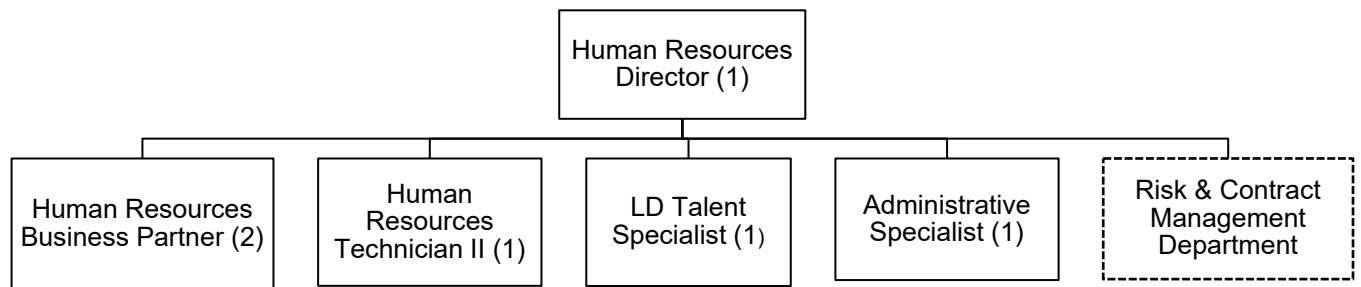 Human Resources
Director (1)
Human Resources
Business Partner (2)
Human
Resources
Technician II (1)
LD Talent
Specialist (1)
Administrative
Specialist (1)
Risk & Contract
Management
Department